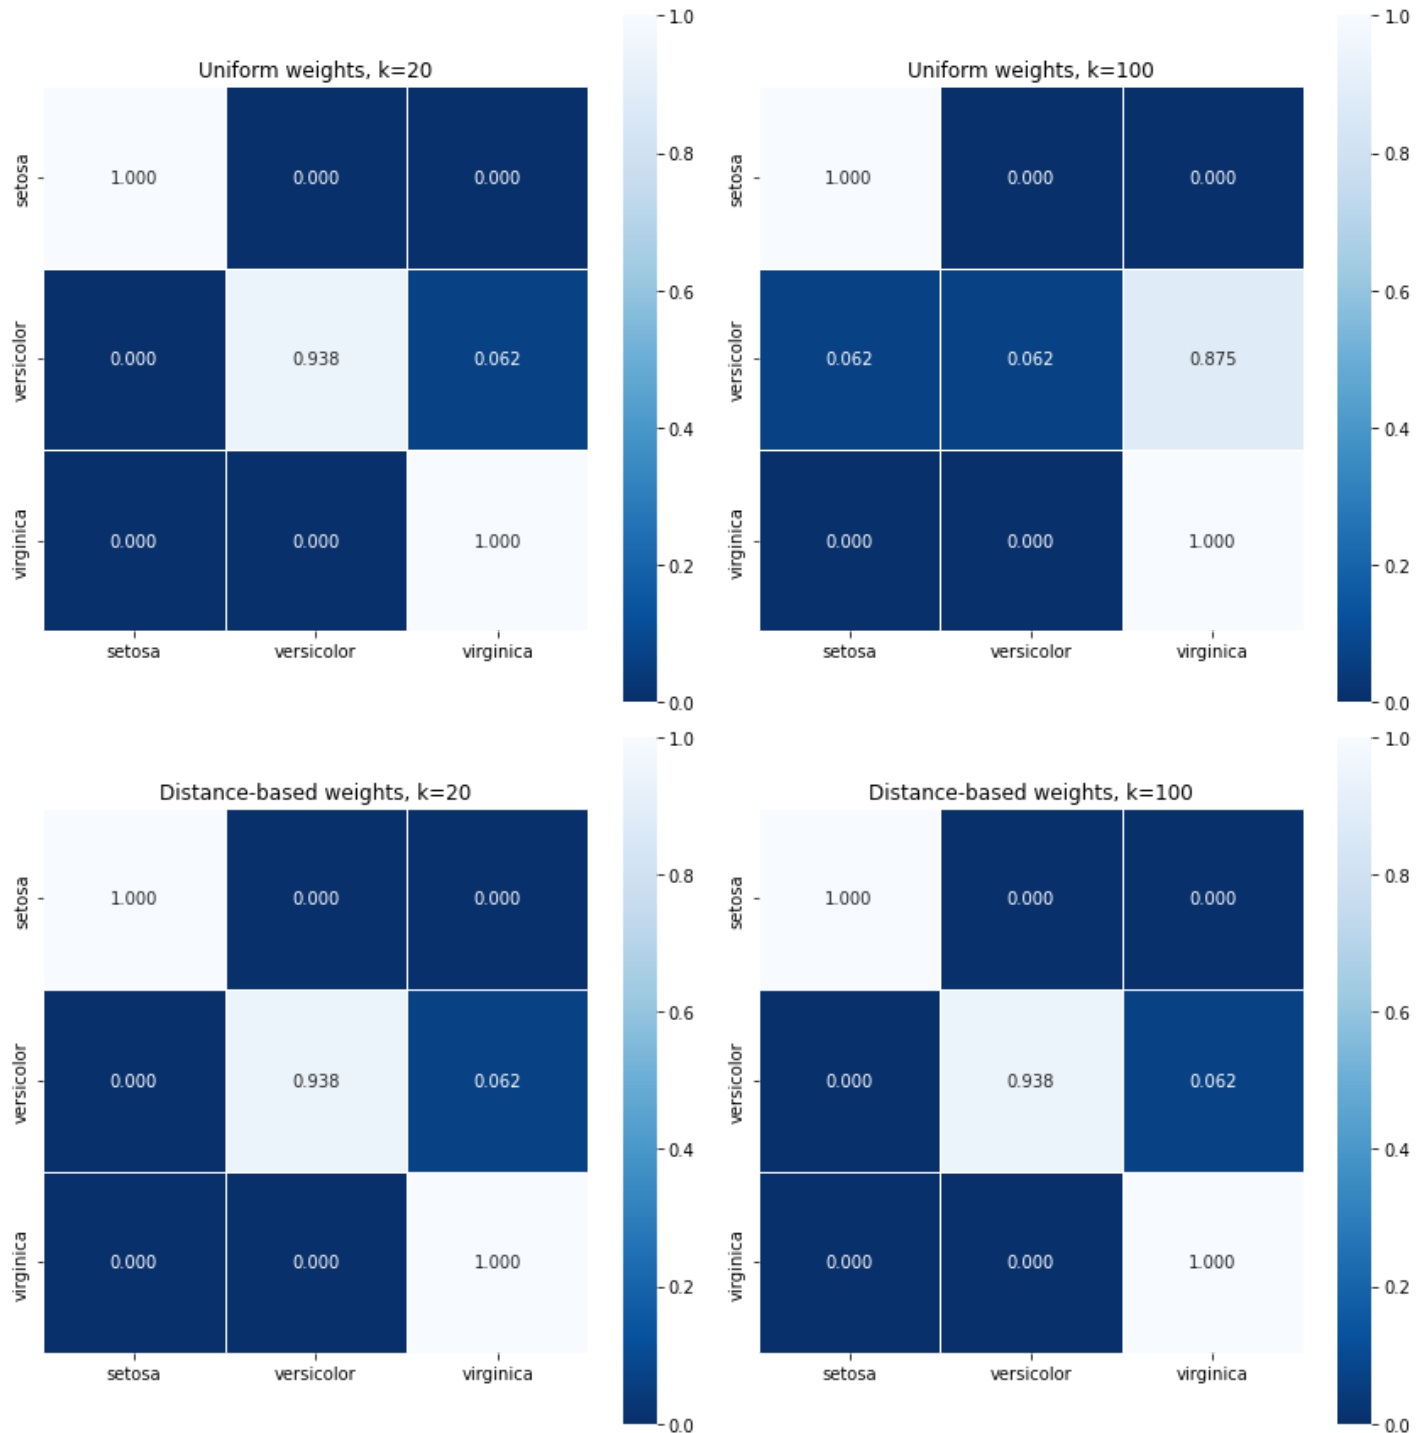 Uniform weights, k=20
setosa
versicolor
virginica
1.000 0.000 0.000
0.000 0.938 0.062
0.000 0.000 1.000
setosa versicolor virginica
1.0
0.8
0.6
0.4
0.2
0.0
Uniform weights, k=100
setosa
versicolor
virginica
1.000 0.000 0.000
0.062 0.062 0.875
0.000 0.000 1.000
setosa versicolor virginica
1.0
0.8
0.6
0.4
0.2
0.0
Distance-based weights, k=20
setosa
versicolor
virginica
1.000 0.000 0.000
0.000 0.938 0.062
0.000 0.000 1.000
setosa versicolor virginica
1.0
0.8
0.6
0.4
0.2
0.0
Distance-based weights, k=100
setosa
versicolor
virginica
1.000 0.000 0.000
0.000 0.938 0.062
0.000 0.000 1.000
setosa versicolor virginica
1.0
0.8
0.6
0.4
0.2
0.0